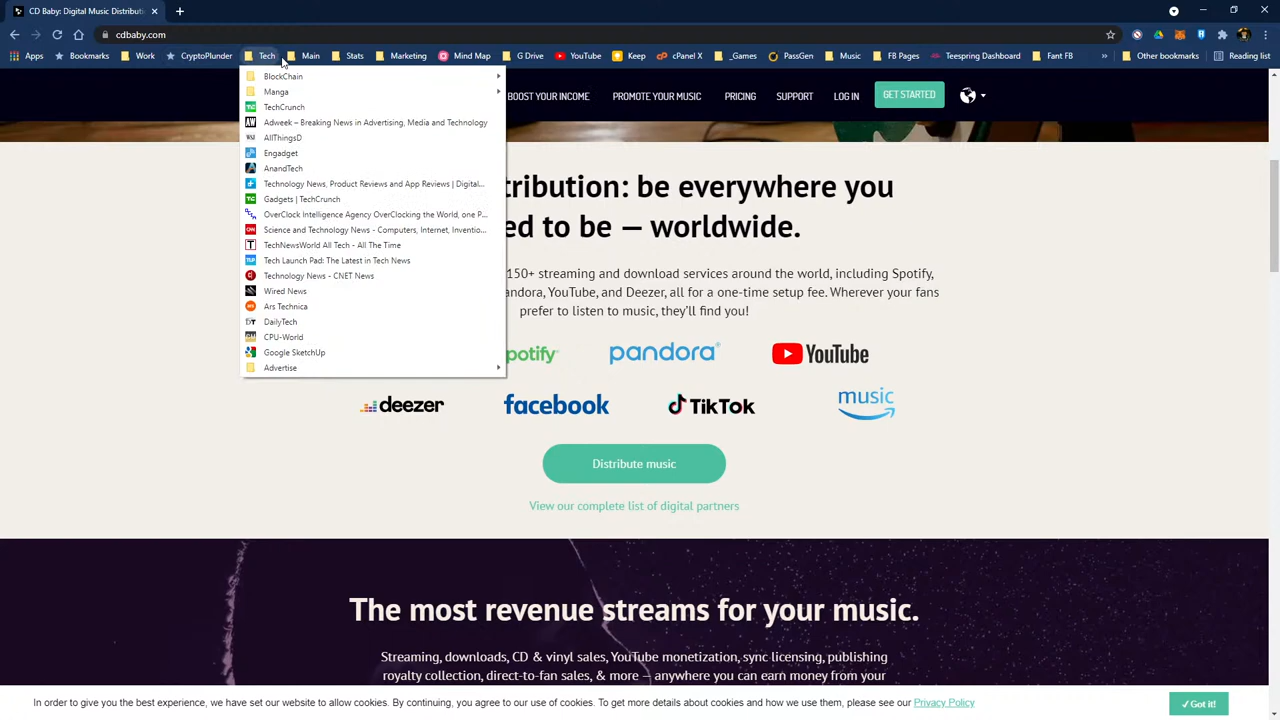 CD Baby: Digital Music Distributi
cdbaby.com
Apps Bookmarks Work CryptoPlunder Tech Main Stats Marketing Mind Map G Drive YouTube Keep _Games cPanel X PassGen Music FB Pages Teespring Dashboard Fant FB » Other bookmarks Reading list
BlockChain
Manga
TechCrunch
Adweek – Breaking News in Advertising, Media and Technology
AllThingsD
Engadget
AnandTech
Technology News, Product Reviews and App Reviews | Digital...
Gadgets | TechCrunch
OverClock Intelligence Agency OverClocking the World, one P...
Science and Technology News - Computers, Internet, Inventio...
TechNewsWorld All Tech - All The Time
Tech Launch Pad: The Latest in Tech News
Technology News - CNET News
Wired News
Ars Technica
DailyTech
CPU-World
Google SketchUp
Advertise
BOOST YOUR INCOME PROMOTE YOUR MUSIC PRICING SUPPORT LOG IN GET STARTED
tribution: be everywhere you
ed to be — worldwide.
150+ streaming and download services around the world, including Spotify,
andora, YouTube, and Deezer, all for a one-time setup fee. Wherever your fans
prefer to listen to music, they'll find you!
potify pandora YouTube
deezer facebook TikTok music
Distribute music
View our complete list of digital partners
The most revenue streams for your music.
Streaming, downloads, CD & vinyl sales, YouTube monetization, sync licensing, publishing
royalty collection, direct-to-fan sales, & more — anywhere you can earn money from your
In order to give you the best experience, we have set our website to allow cookies. By continuing, you agree to our use of cookies. To get more details about cookies and how we use them, please see our Privacy Policy
✓ Got it!